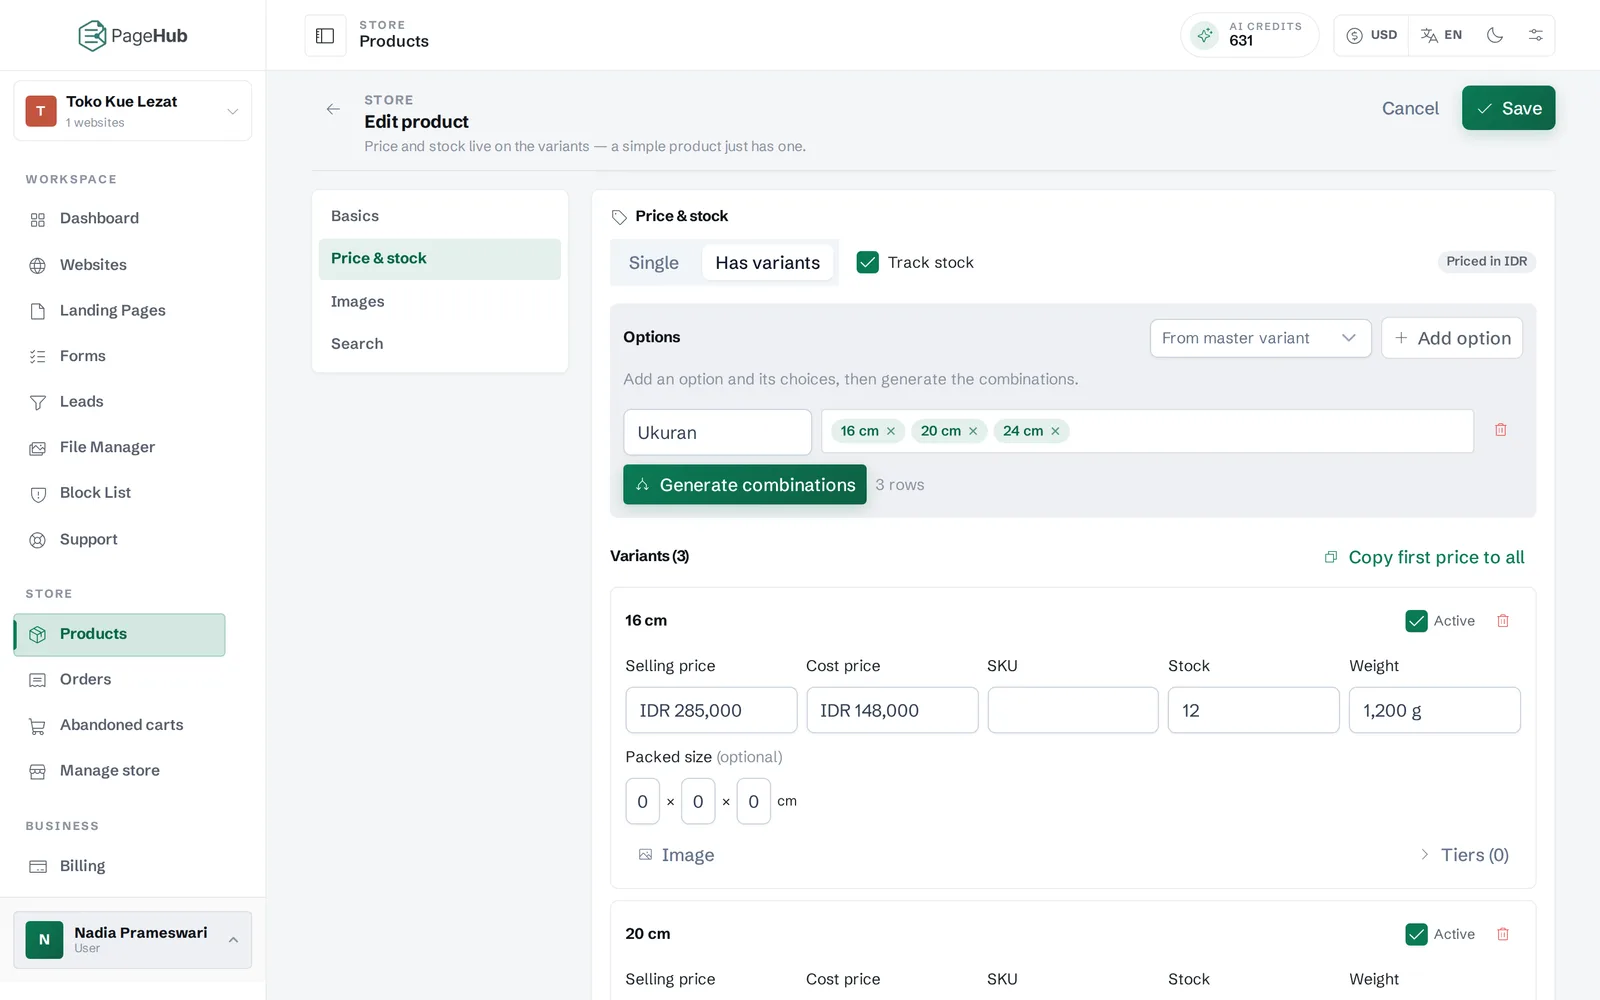 PageHub
STORE
Products
AI CREDITS
631
USD
EN
T
Toko Kue Lezat
1 websites
WORKSPACE
Dashboard
Websites
Landing Pages
Forms
Leads
File Manager
Block List
Support
STORE
Products
Orders
Abandoned carts
Manage store
BUSINESS
Billing
N
Nadia Prameswari
User
STORE
Edit product
Price and stock live on the variants — a simple product just has one.
Cancel
Save
Basics
Price & stock
Images
Search
Price & stock
Single
Has variants
Track stock
Priced in IDR
Options
From master variant
+ Add option
Add an option and its choices, then generate the combinations.
Ukuran
16 cm ×
20 cm ×
24 cm ×
Generate combinations
3 rows
Variants (3)
Copy first price to all
16 cm
Active
Selling price
Cost price
SKU
Stock
Weight
IDR 285,000
IDR 148,000
12
1,200 g
Packed size (optional)
0 × 0 × 0 cm
Image
Tiers (0)
20 cm
Active
Selling price
Cost price
SKU
Stock
Weight